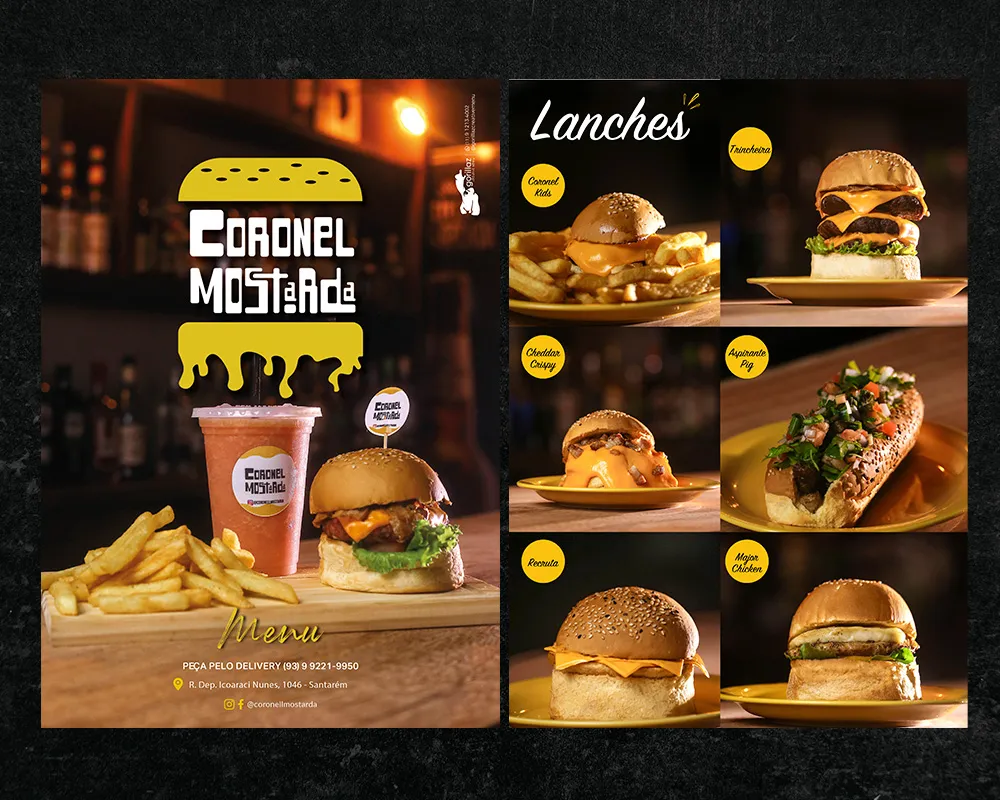 CORONEL
MOStaRda
gorillaz
CORONEL
MOStaRda
CORONEL
MOStaRda
Menu
PEÇA PELO DELIVERY (93) 9 9221-9950
R. Dep. Icoaraci Nunes, 1046 - Santarém
@coronellmostarda
Lanches
Coronel
Kids
Trincheira
Cheddar
Crispy
Aspirante
Pig
Recruta
Major
Chicken